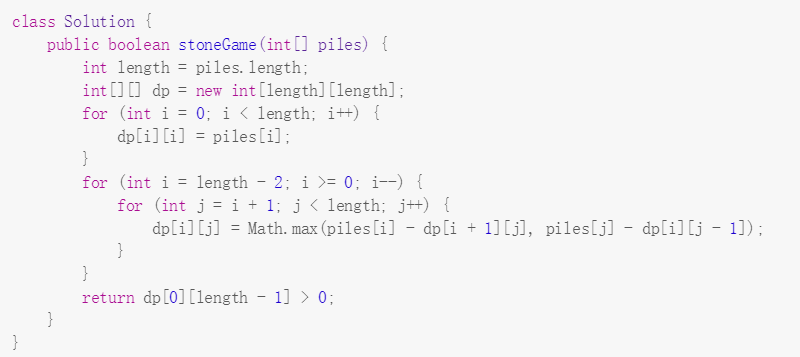 class Solution {
    public boolean stoneGame(int[] piles) {
        int length = piles.length;
        int[][] dp = new int[length][length];
        for (int i = 0; i < length; i++) {
            dp[i][i] = piles[i];
        }
        for (int i = length - 2; i >= 0; i--) {
            for (int j = i + 1; j < length; j++) {
                dp[i][j] = Math.max(piles[i] - dp[i + 1][j], piles[j] - dp[i][j - 1]);
            }
        }
        return dp[0][length - 1] > 0;
    }
}